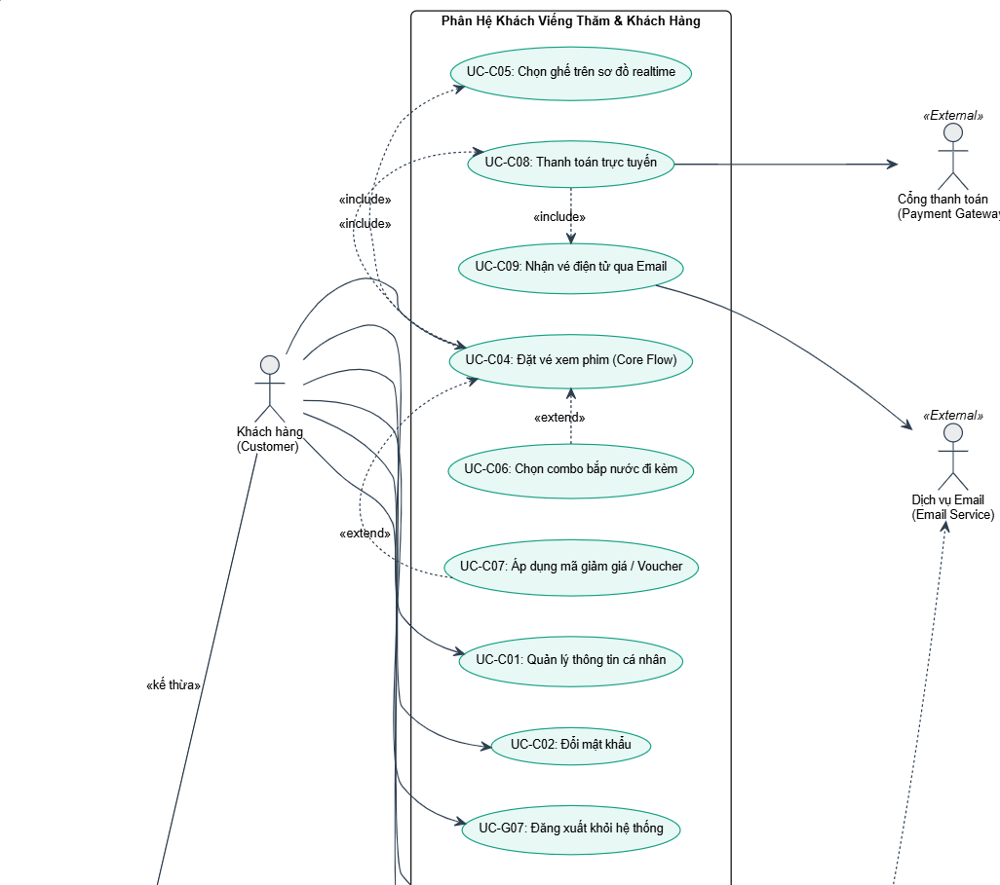 Phân Hệ Khách Viếng Thăm & Khách Hàng
UC-C05: Chọn ghế trên sơ đồ realtime
«External»
UC-C08: Thanh toán trực tuyến
Cổng thanh toán
(Payment Gateway
«include»
«include»
«include»
UC-C09: Nhận vé điện tử qua Email
UC-C04: Đặt vé xem phim (Core Flow)
Khách hàng
(Customer)
«extend»
«External»
UC-C06: Chọn combo bắp nước đi kèm
Dịch vụ Email
(Email Service)
«extend»
UC-C07: Áp dụng mã giảm giá / Voucher
UC-C01: Quản lý thông tin cá nhân
«kế thừa»
UC-C02: Đổi mật khẩu
UC-G07: Đăng xuất khỏi hệ thống